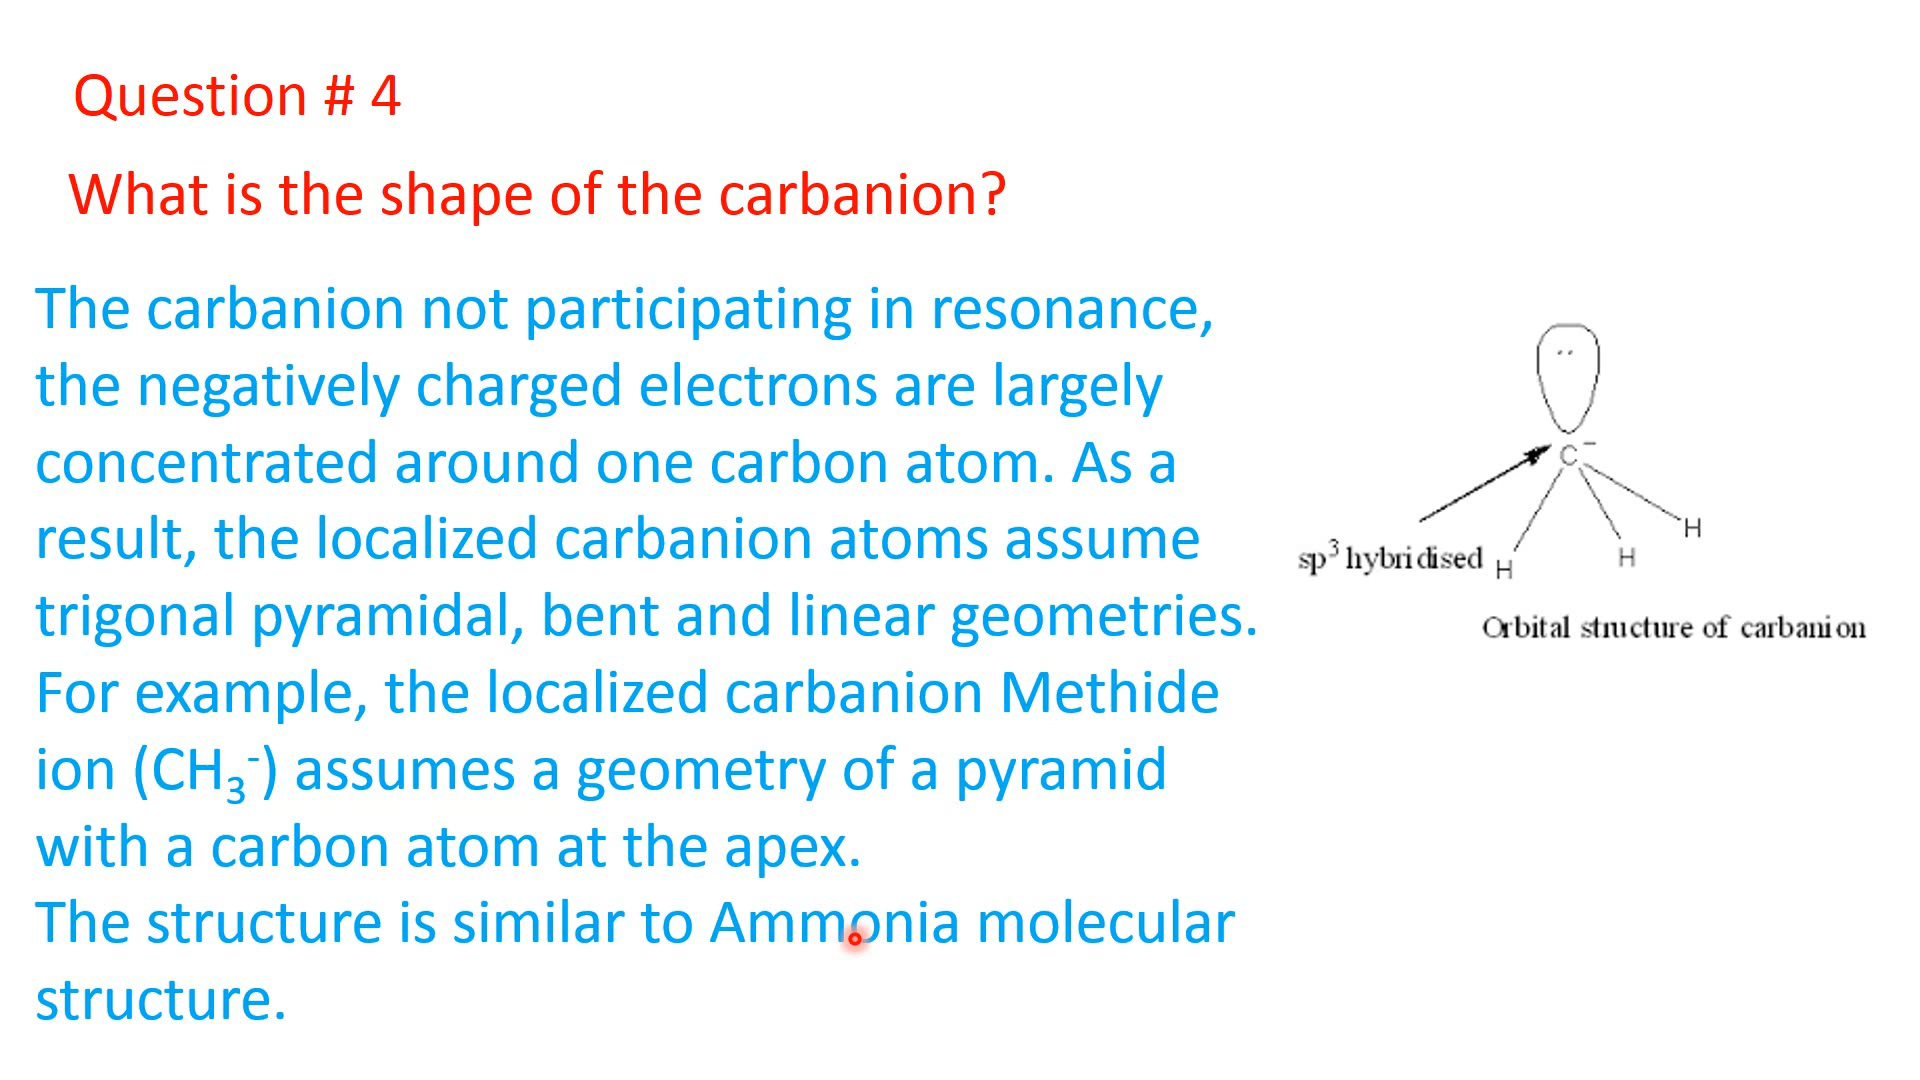 Question # 4
What is the shape of the carbanion?
The carbanion not participating in resonance,
the negatively charged electrons are largely
concentrated around one carbon atom. As a
result, the localized carbanion atoms assume
trigonal pyramidal, bent and linear geometries.
For example, the localized carbanion Methide
ion (CH₃⁻) assumes a geometry of a pyramid
with a carbon atom at the apex.
The structure is similar to Ammonia molecular
structure.
C⁻
H
H
H
sp³ hybridised
Orbital structure of carbanion